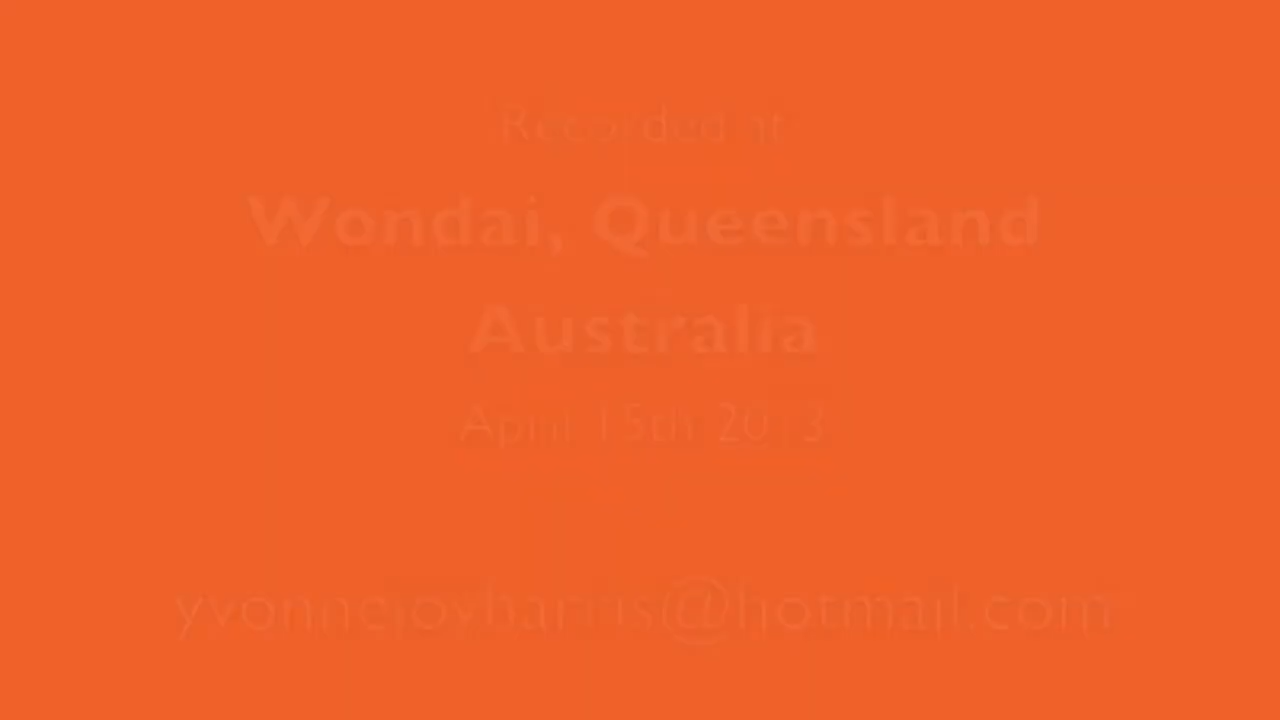 Recorded at
Wondai, Queensland
Australia
April 15th 2013
yvonnejoyharris@hotmail.com